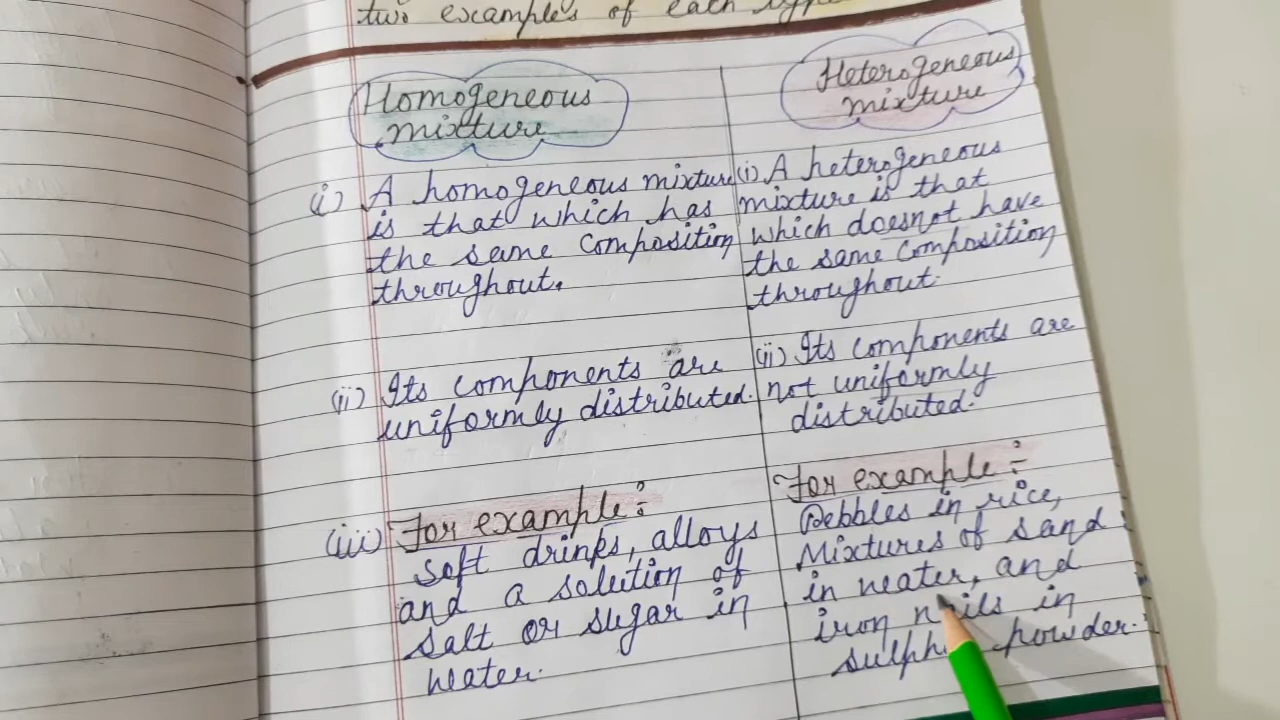 two examples of each type
Homogeneous
mixture
(i) A homogeneous mixture
is that which has
the same composition
throughout.
(ii) Its components are
uniformly distributed.
(iii) For example:-
soft drinks, alloys
and a solution of
salt or sugar in
water.
Heterogeneous
mixture
(i) A heterogeneous
mixture is that
which doesnot have
the same composition
throughout.
(ii) Its components are
not uniformly
distributed.
For example:-
Pebbles in rice,
Mixtures of sand
in water, and
iron nails in
powder.